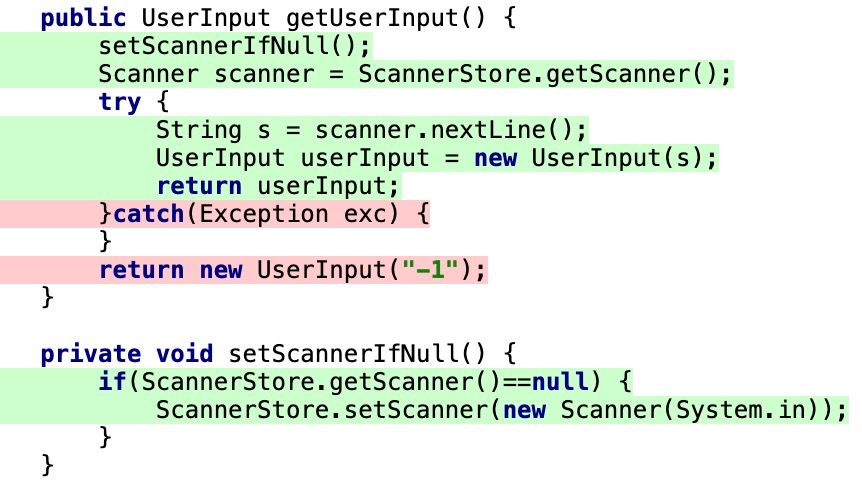 public UserInput getUserInput() {
    setScannerIfNull();
    Scanner scanner = ScannerStore.getScanner();
    try {
        String s = scanner.nextLine();
        UserInput userInput = new UserInput(s);
        return userInput;
    }catch(Exception exc) {
    }
    return new UserInput("-1");
}

private void setScannerIfNull() {
    if(ScannerStore.getScanner()==null) {
        ScannerStore.setScanner(new Scanner(System.in));
    }
}